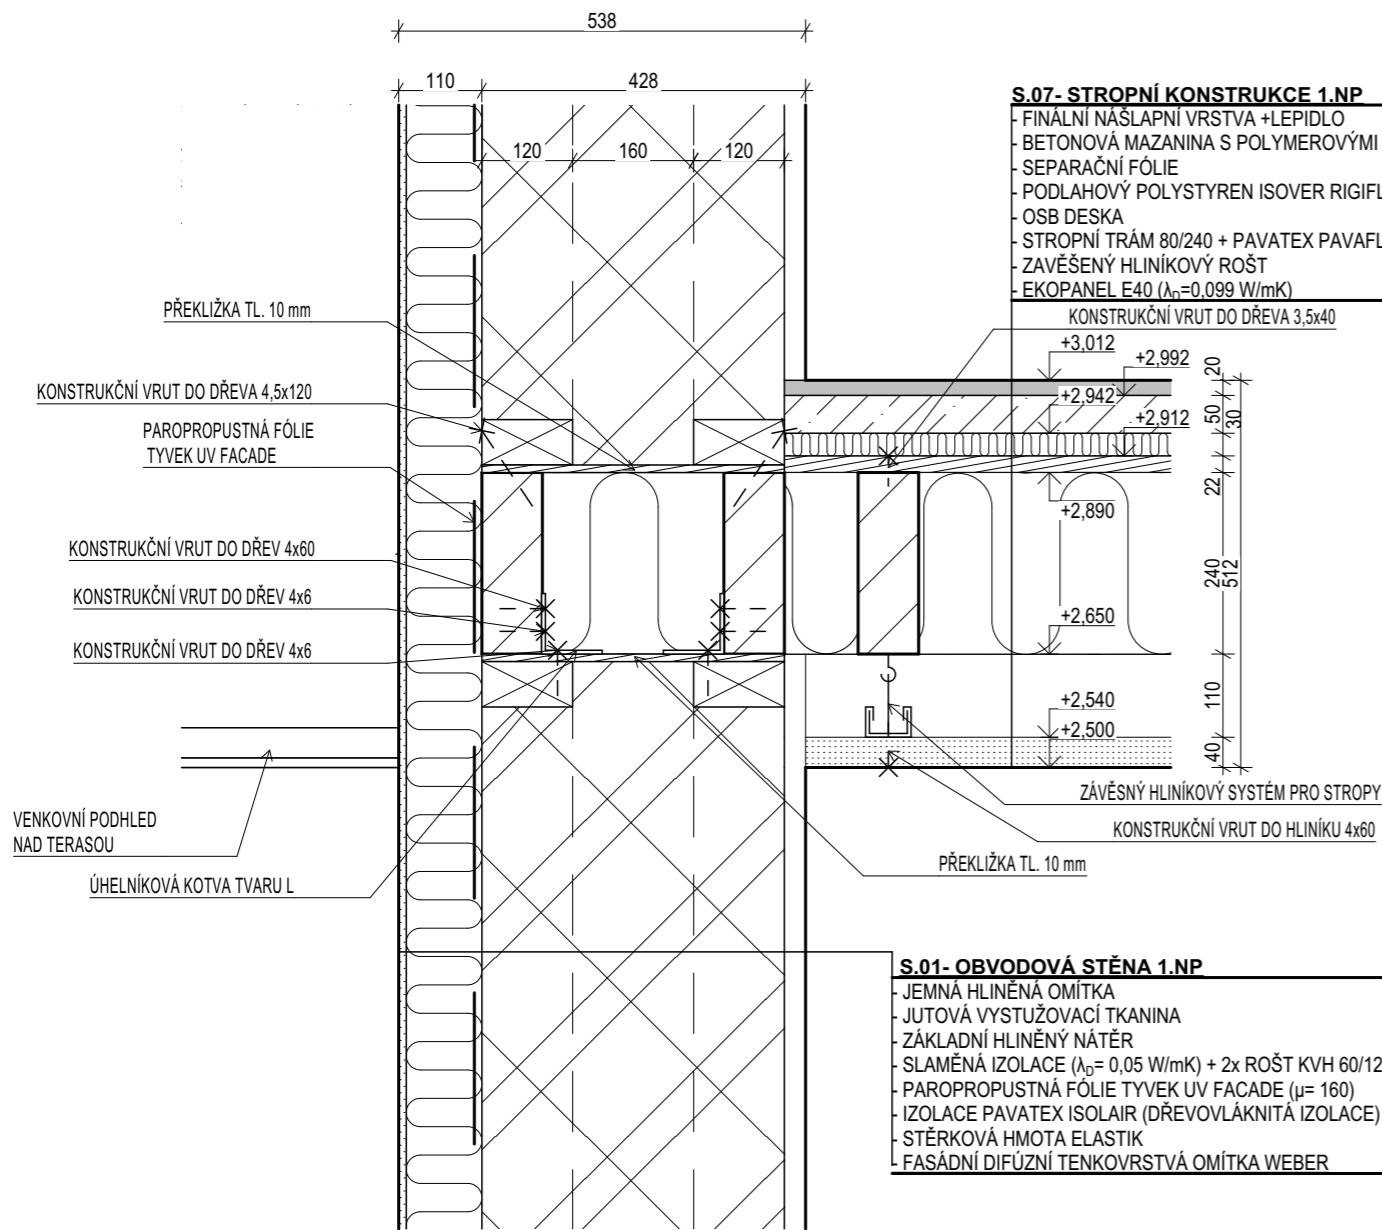 538
110
428
120
160
120
S.07- STROPNÍ KONSTRUKCE 1.NP
- FINÁLNÍ NÁŠLAPNÍ VRSTVA +LEPIDLO
- BETONOVÁ MAZANINA S POLYMEROVÝMI
- SEPARAČNÍ FÓLIE
- PODLAHOVÝ POLYSTYREN ISOVER RIGIFL
- OSB DESKA
- STROPNÍ TRÁM 80/240 + PAVATEX PAVAFL
- ZAVĚŠENÝ HLINÍKOVÝ ROŠT
- EKOPANEL E40 (λD=0,099 W/mK)
KONSTRUKČNÍ VRUT DO DŘEVA 3,5x40
PŘEKLIŽKA TL. 10 mm
KONSTRUKČNÍ VRUT DO DŘEVA 4,5x120
PAROPROPUSTNÁ FÓLIE
TYVEK UV FACADE
KONSTRUKČNÍ VRUT DO DŘEV 4x60
KONSTRUKČNÍ VRUT DO DŘEV 4x6
KONSTRUKČNÍ VRUT DO DŘEV 4x6
VENKOVNÍ PODHLED
NAD TERASOU
ÚHELNÍKOVÁ KOTVA TVARU L
+3,012
+2,992
+2,942
+2,912
+2,890
+2,650
+2,540
+2,500
20
50
30
22
240
512
110
40
ZÁVĚSNÝ HLINÍKOVÝ SYSTÉM PRO STROPY
KONSTRUKČNÍ VRUT DO HLINÍKU 4x60
PŘEKLIŽKA TL. 10 mm
S.01- OBVODOVÁ STĚNA 1.NP
- JEMNÁ HLINĚNÁ OMÍTKA
- JUTOVÁ VYSTUŽOVACÍ TKANINA
- ZÁKLADNÍ HLINĚNÝ NÁTĚR
- SLAMĚNÁ IZOLACE (λD= 0,05 W/mK) + 2x ROŠT KVH 60/12
- PAROPROPUSTNÁ FÓLIE TYVEK UV FACADE (µ= 160)
- IZOLACE PAVATEX ISOLAIR (DŘEVOVLÁKNITÁ IZOLACE)
- STĚRKOVÁ HMOTA ELASTIK
- FASÁDNÍ DIFÚZNÍ TENKOVRSTVÁ OMÍTKA WEBER